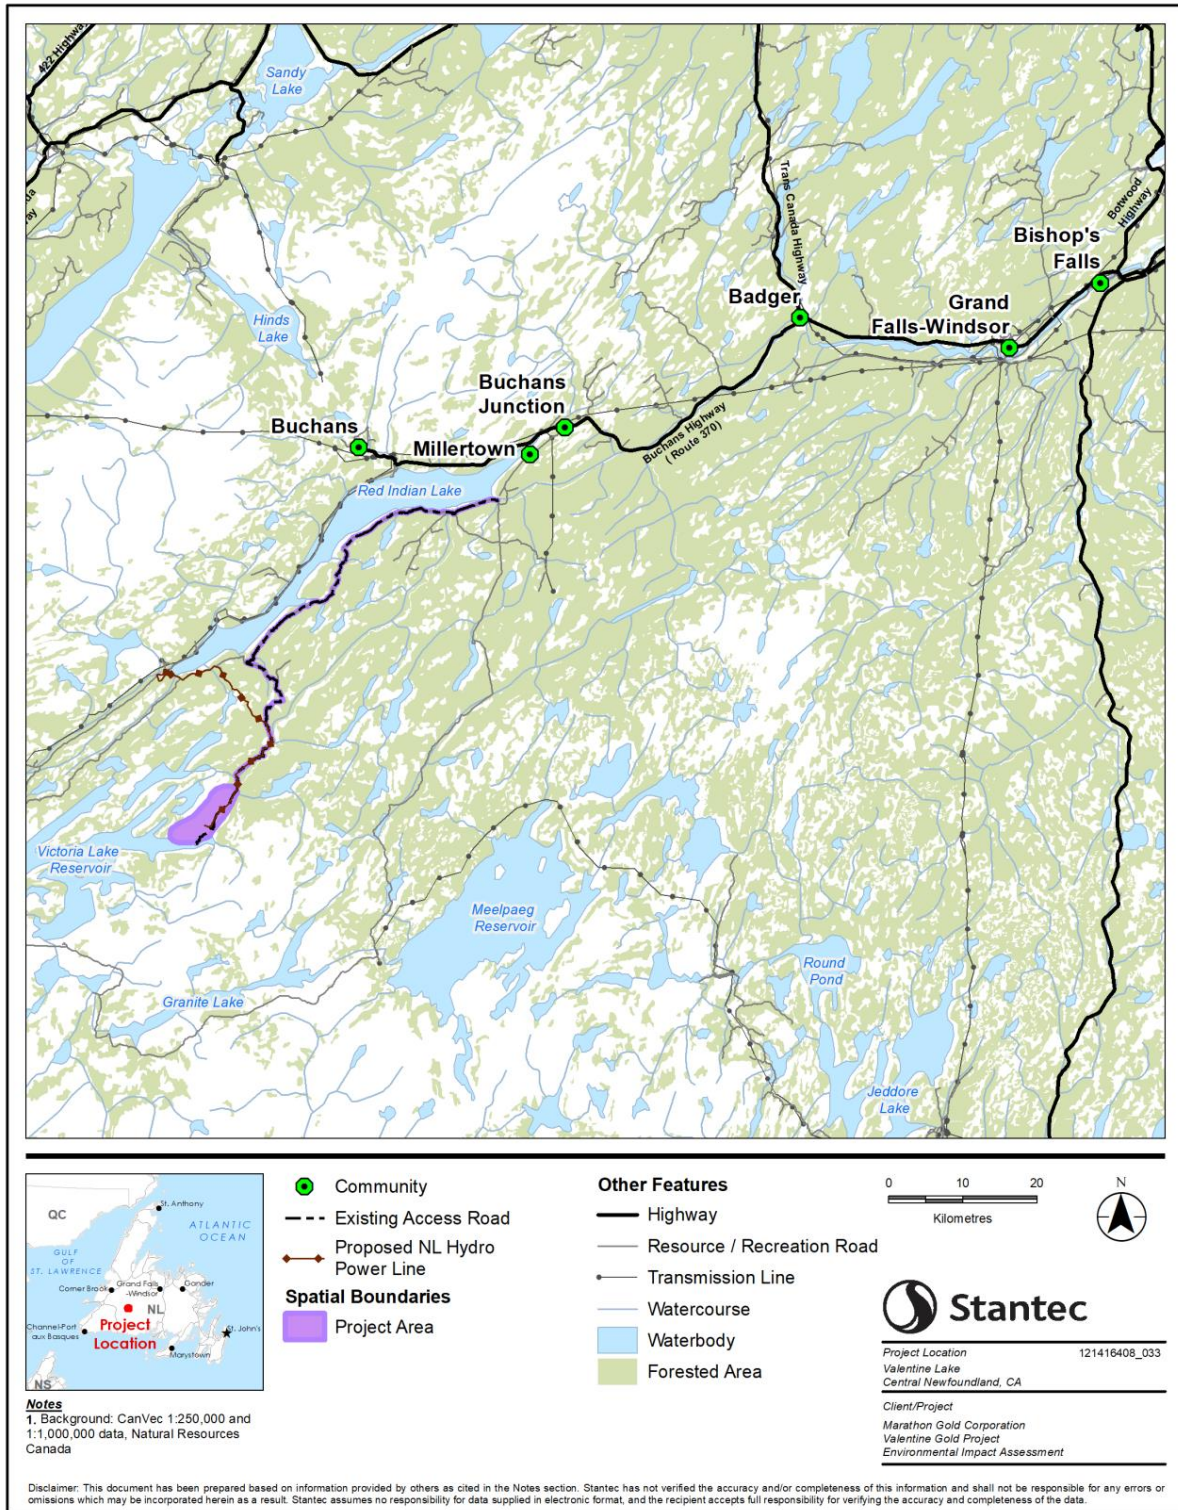 422 Highway
Sandy
Lake
Trans Canada Highway
Botwood
Highway
Bishop's
Falls
Badger
Grand
Falls-Windsor
Hinds
Lake
Buchans
Junction
Buchans
Millertown
Buchans Highway
(Route 370)
Red Indian Lake
Victoria Lake
Reservoir
Meelpaeg
Reservoir
Round
Pond
Granite Lake
Jeddore
Lake
QC
St. Anthony
ATLANTIC
OCEAN
GULF
OF
ST. LAWRENCE
Corner Brook
Grand Falls
-Windsor
Gander
NL
Project
Location
Channel-Port
aux Basques
St. John's
Marystown
NS
Notes
1. Background: CanVec 1:250,000 and
1:1,000,000 data, Natural Resources
Canada
Community
Existing Access Road
Proposed NL Hydro
Power Line
Spatial Boundaries
Project Area
Other Features
Highway
Resource / Recreation Road
Transmission Line
Watercourse
Waterbody
Forested Area
0 10 20
Kilometres
N
Stantec
Project Location 121416408_033
Valentine Lake
Central Newfoundland, CA
Client/Project
Marathon Gold Corporation
Valentine Gold Project
Environmental Impact Assessment
Disclaimer: This document has been prepared based on information provided by others as cited in the Notes section. Stantec has not verified the accuracy and/or completeness of this information and shall not be responsible for any errors or
omissions which may be incorporated herein as a result. Stantec assumes no responsibility for data supplied in electronic format, and the recipient accepts full responsibility for verifying the accuracy and completeness of the data.